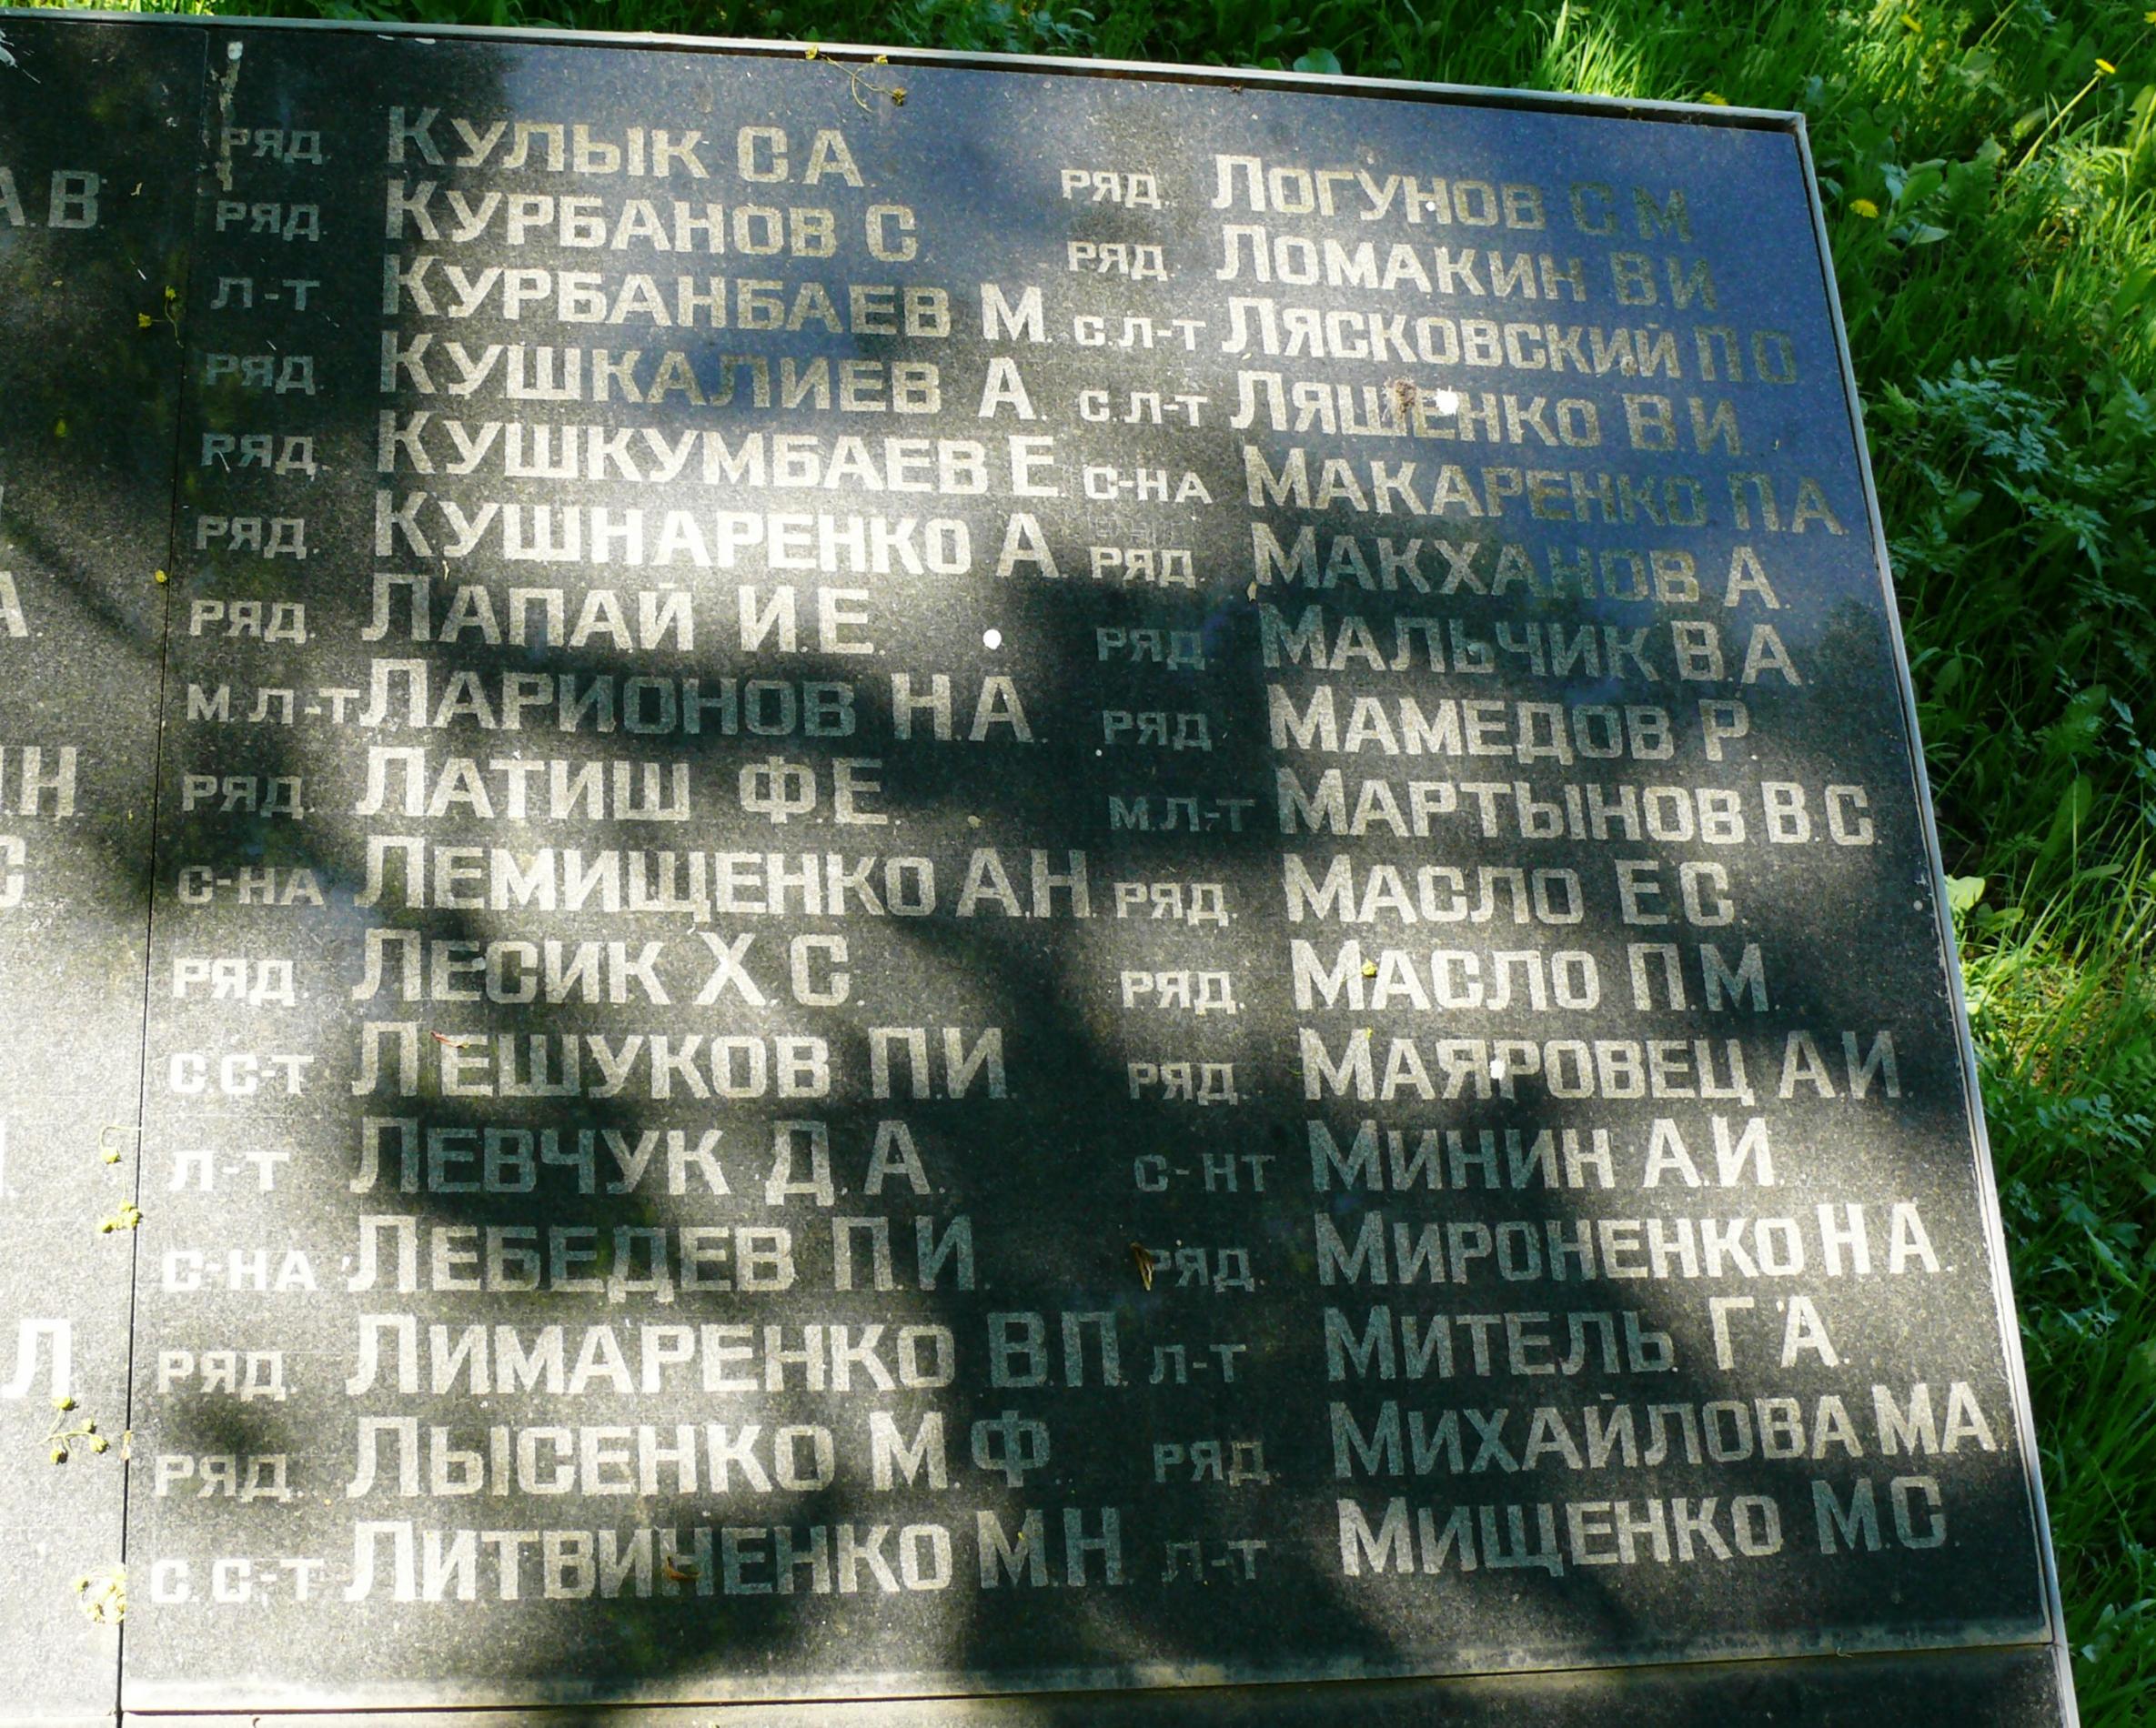 РЯД. КУЛЫК С.А.
РЯД. КУРБАНОВ С
Л-Т КУРБАНБАЕВ М.
РЯД. КУШКАЛИЕВ А.
РЯД. КУШКУМБАЕВ Е.
РЯД. КУШНАРЕНКО А.
РЯД. ЛАПАЙ И.Е.
М.Л-Т ЛАРИОНОВ Н.А.
РЯД. ЛАТИШ Ф.Е.
С-НА ЛЕМИЩЕНКО А.Н.
РЯД. ЛЕСИК Х.С.
С.С-Т ЛЕШУКОВ П.И.
Л-Т ЛЕВЧУК Д.А.
С-НА ЛЕБЕДЕВ П.И.
РЯД. ЛИМАРЕНКО В.П.
РЯД. ЛЫСЕНКО М.Ф.
С.С-Т ЛИТВИНЕНКО М.Н.
РЯД. ЛОГУНОВ С М
РЯД. ЛОМАКИН В.И
С.Л-Т ЛЯСКОВСКИЙ П О
С.Л-Т ЛЯШЕНКО В.И.
С-НА МАКАРЕНКО П.А.
РЯД. МАКХАНОВ А.
РЯД. МАЛЬЧИК В.А.
РЯД. МАМЕДОВ Р.
М.Л-Т МАРТЫНОВ В.С.
РЯД. МАСЛО Е.С.
РЯД. МАСЛО П.М.
РЯД. МАЯРОВЕЦ А.И.
С-НТ МИНИН А.И.
РЯД. МИРОНЕНКО Н.А.
Л-Т МИТЕЛЬ Г.А.
РЯД. МИХАЙЛОВА М.А.
Л-Т МИЩЕНКО М.С.